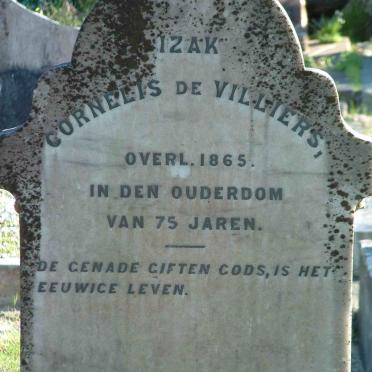 IZAK
CORNELIS DE VILLIERS,
OVERL. 1865.
IN DEN OUDERDOM
VAN 75 JAREN.
DE GENADE GIFTEN GODS, IS HET
EEUWIGE LEVEN.